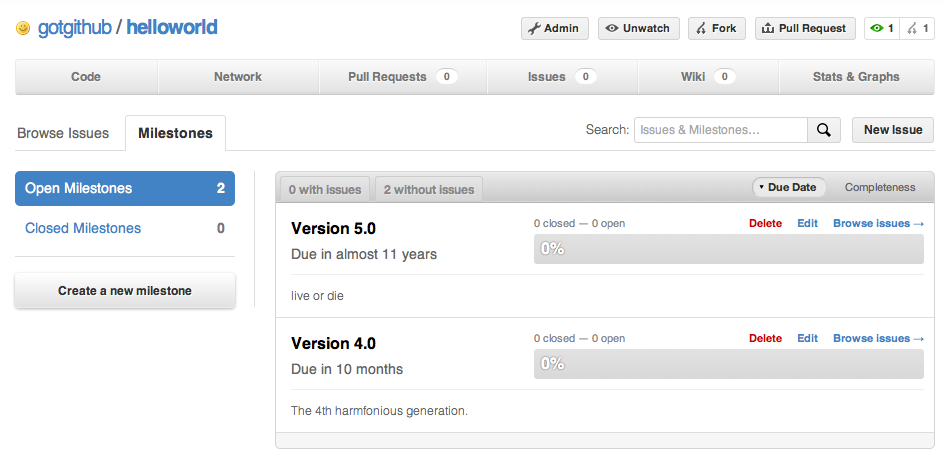 gotgithub / helloworld
Admin Unwatch Fork Pull Request 1 1
Code Network Pull Requests 0 Issues 0 Wiki 0 Stats & Graphs
Browse Issues Milestones Search: Issues & Milestones... New Issue
Open Milestones 2
Closed Milestones 0
Create a new milestone
0 with issues 2 without issues Due Date Completeness
Version 5.0 0 closed — 0 open Delete Edit Browse issues →
Due in almost 11 years 0%
live or die
Version 4.0 0 closed — 0 open Delete Edit Browse issues →
Due in 10 months 0%
The 4th harmfonious generation.